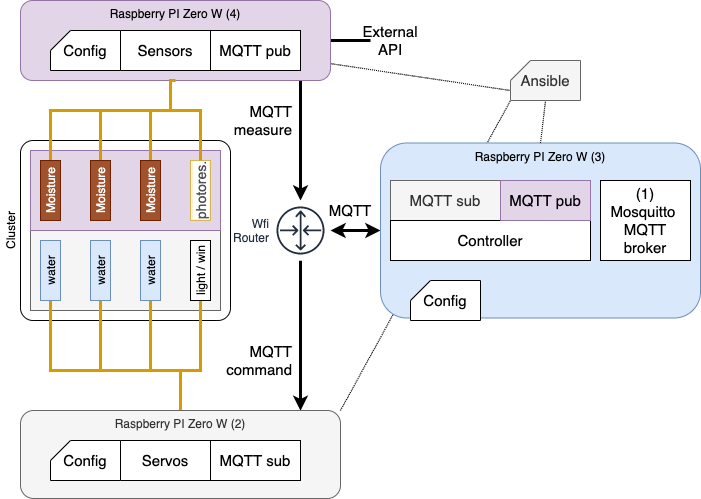 Raspberry PI Zero W (4)
Config
Sensors
MQTT pub
External
API
Ansible
MQTT
measure
Raspberry PI Zero W (3)
Cluster
Moisture
Moisture
Moisture
photores.
MQTT sub
MQTT pub
(1)
Mosquitto
MQTT
broker
Wfi
Router
MQTT
Controller
water
water
water
light / win
Config
MQTT
command
Raspberry PI Zero W (2)
Config
Servos
MQTT sub